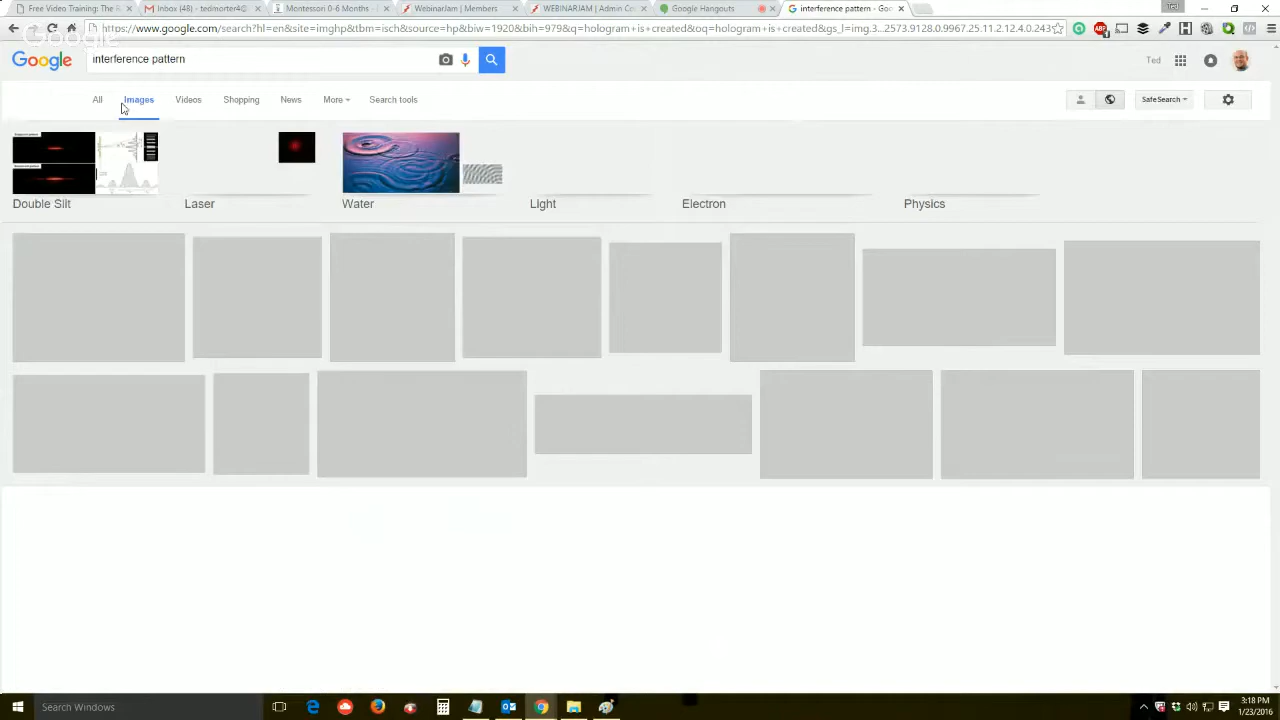 Free Video Training: The R
Inbox (48) - tedmorter4@
Montessori 0-6 Months -
WebinarJam | Members
WEBINARJAM | Admin Ce
Google Hangouts
interference pattern - Goo
Ted
https://www.google.com/search?hl=en&site=imghp&tbm=isch&source=hp&biw=1920&bih=979&q=hologram+is+created&oq=hologram+is+created&gs_l=img.3...2573.9128.0.9967.25.11.2.12.4.0.243
Google
Google
interference pattern
Ted
All
Images
Videos
Shopping
News
More
Search tools
SafeSearch
Double Slit
Laser
Water
Light
Electron
Physics
Search Windows
3:18 PM
1/23/2016